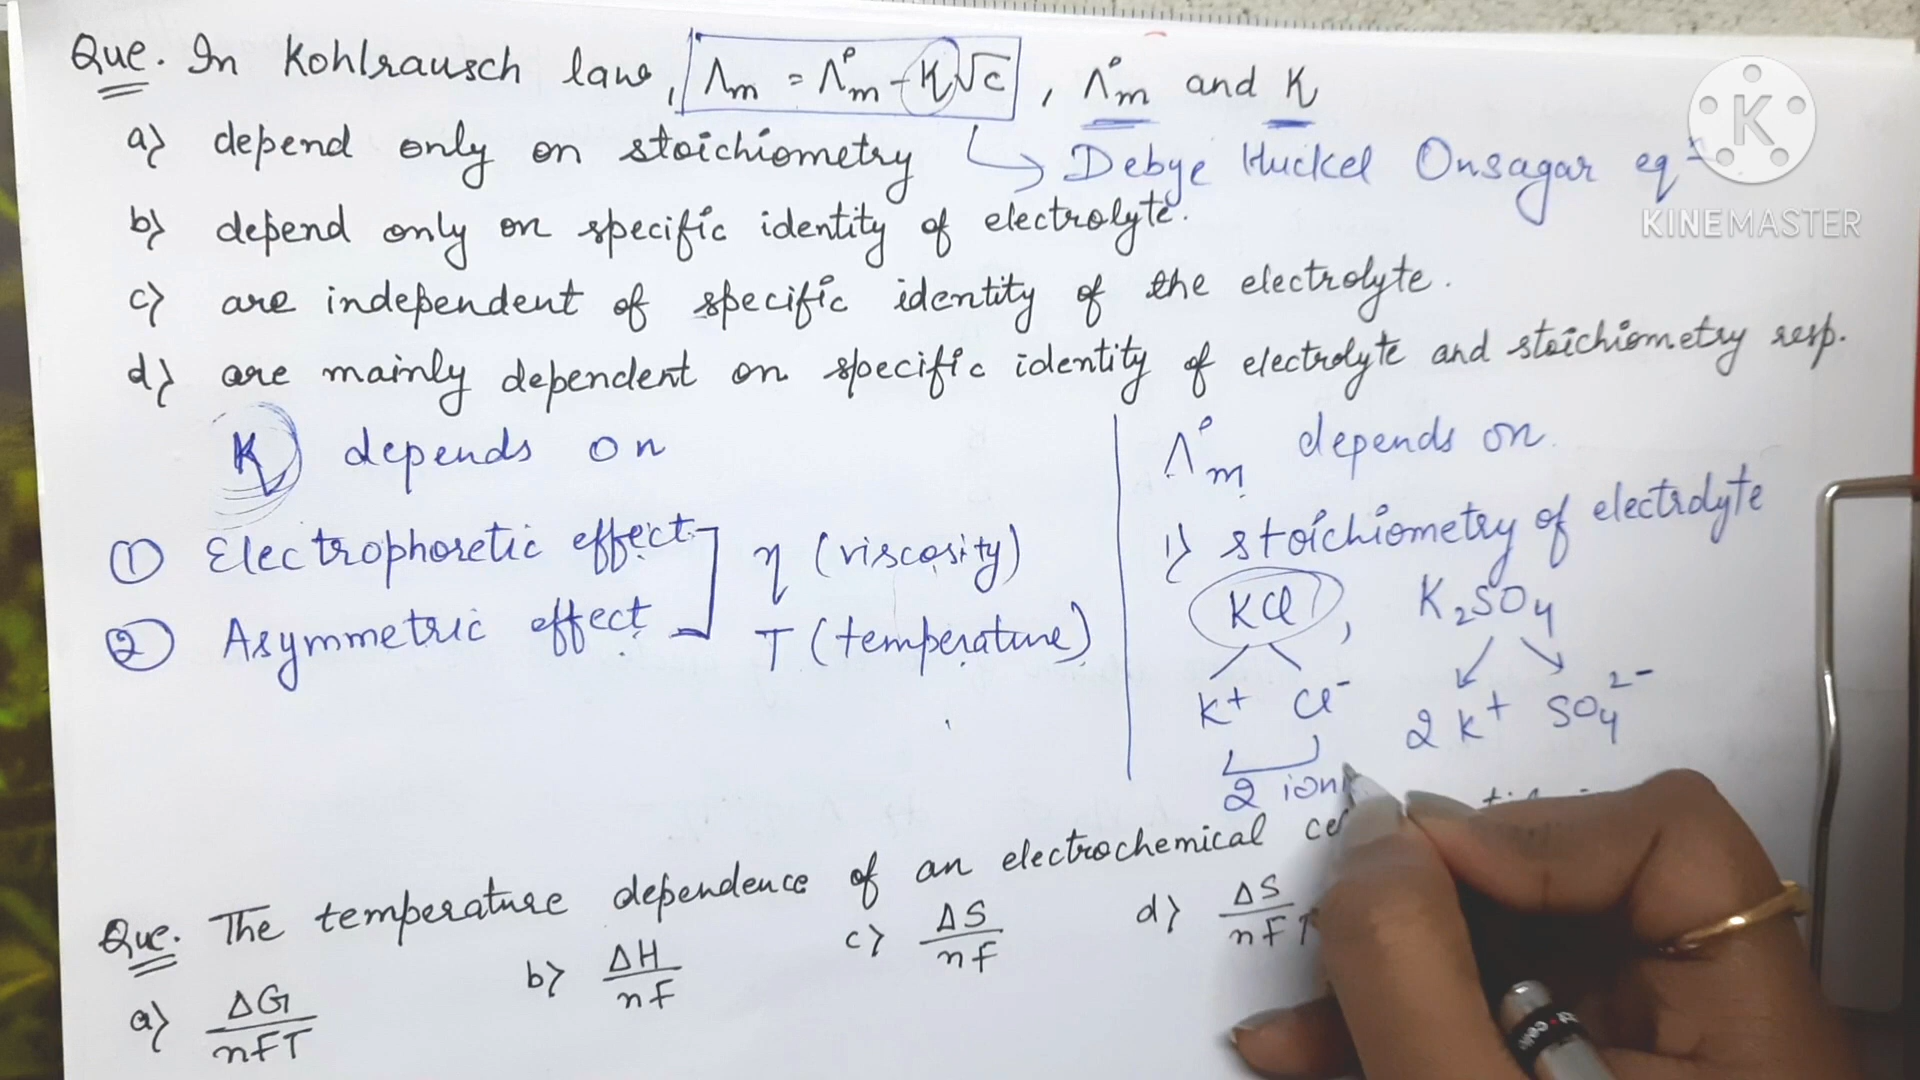 Que. In Kohlrausch law, Λm = Λ°m - K√c , Λ°m and K
a) depend only on stoichiometry
↳ Debye Huckel Onsagar eqⁿ
b) depend only on specific identity of electrolyte.
c) are independent of specific identity of the electrolyte.
d) are mainly dependent on specific identity of electrolyte and stoichiometry resp.
K depends on
① Electrophoretic effect
② Asymmetric effect
η (viscosity)
T (temperature)
Λ°m depends on
1) stoichiometry of electrolyte
KCl , K₂SO₄
K⁺ Cl⁻ 2K⁺ SO₄²⁻
2 ion
Que. The temperature dependence of an electrochemical
a) ΔG/nFT b) ΔH/nF c) ΔS/nF d) ΔS/nFT
K
KINEMASTER